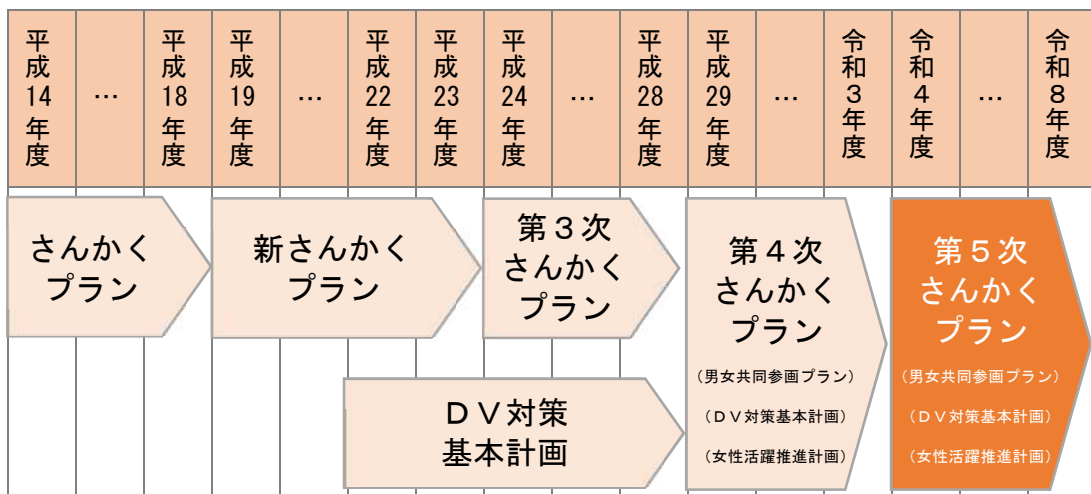 平成14年度
…
平成18年度
平成19年度
…
平成22年度
平成23年度
平成24年度
…
平成28年度
平成29年度
…
令和３年度
令和４年度
…
令和８年度
さんかく
プラン
新さんかく
プラン
第３次
さんかく
プラン
ＤＶ対策
基本計画
第４次
さんかく
プラン
（男女共同参画プラン）
（ＤＶ対策基本計画）
（女性活躍推進計画）
第５次
さんかく
プラン
（男女共同参画プラン）
（ＤＶ対策基本計画）
（女性活躍推進計画）